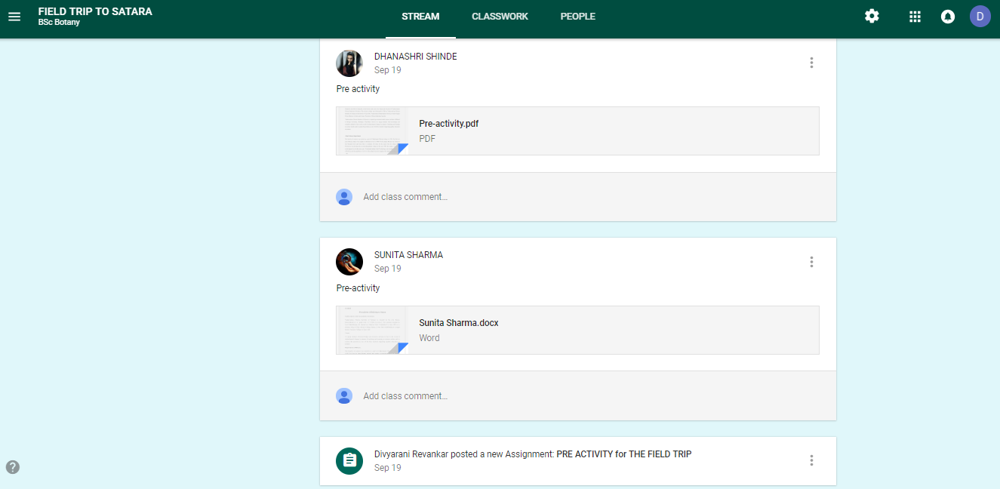 FIELD TRIP TO SATARA
BSc Botany
STREAM CLASSWORK PEOPLE
D
DHANASHRI SHINDE
Sep 19
Pre activity
Pre-activity.pdf
PDF
Add class comment...
SUNITA SHARMA
Sep 19
Pre-activity
Sunita Sharma.docx
Word
Add class comment...
Divyarani Revankar posted a new Assignment: PRE ACTIVITY for THE FIELD TRIP
Sep 19
?